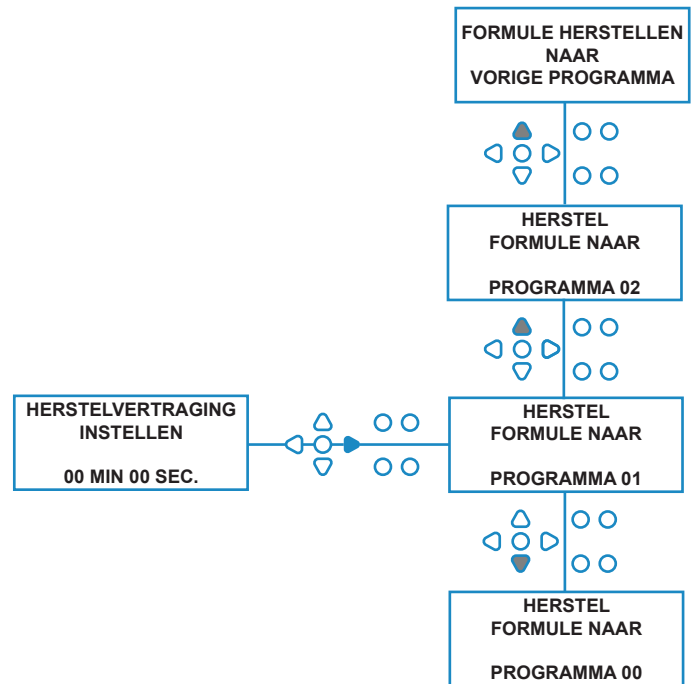 FORMULE HERSTELLEN
NAAR
VORIGE PROGRAMMA
HERSTEL
FORMULE NAAR
PROGRAMMA 02
HERSTELVERTRAGING
INSTELLEN
00 MIN 00 SEC.
HERSTEL
FORMULE NAAR
PROGRAMMA 01
HERSTEL
FORMULE NAAR
PROGRAMMA 00